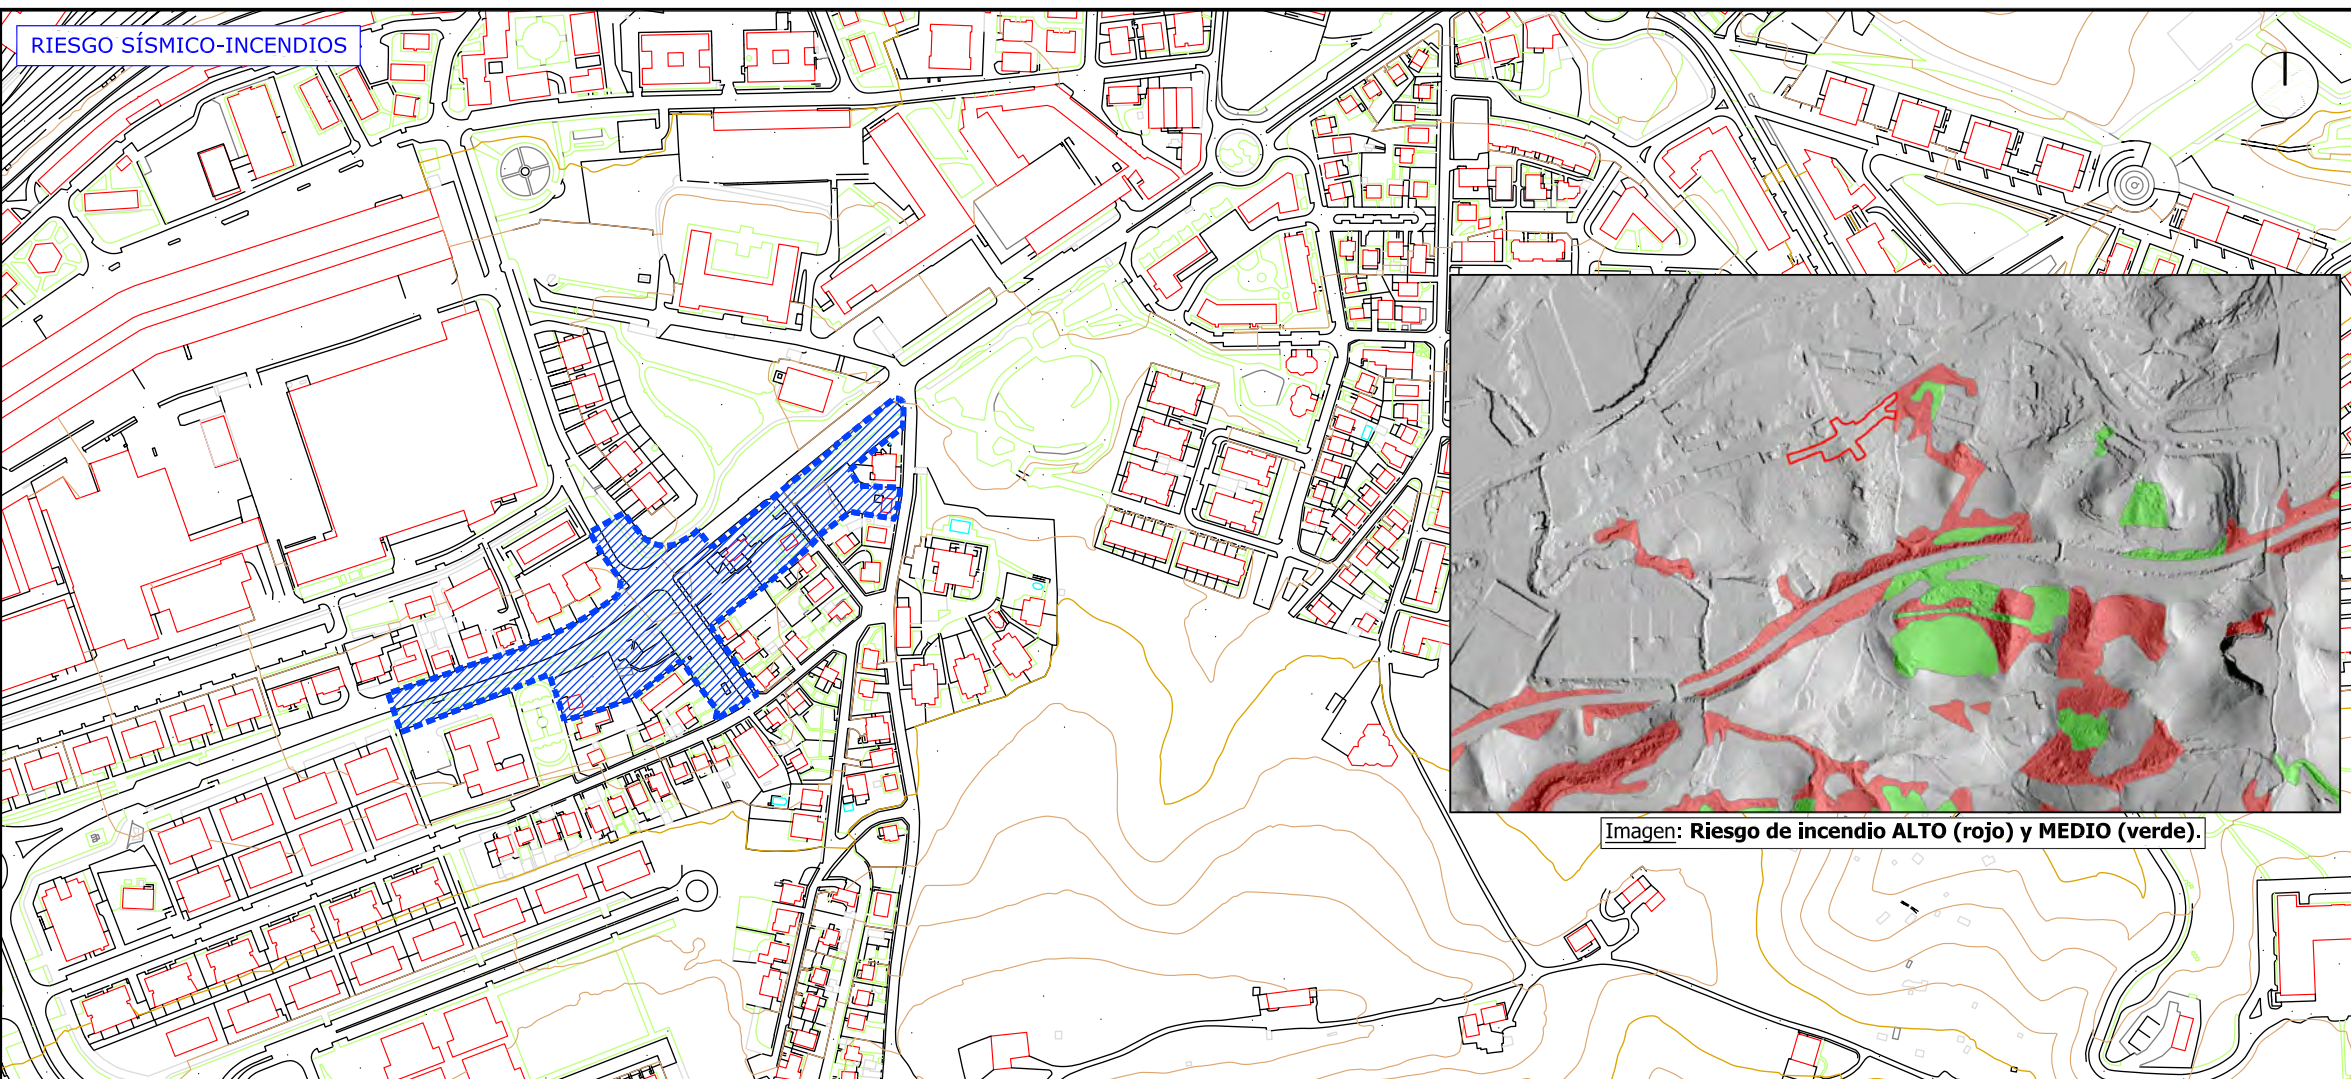 RIESGO SÍSMICO-INCENDIOS
Imagen: Riesgo de incendio ALTO (rojo) y MEDIO (verde).